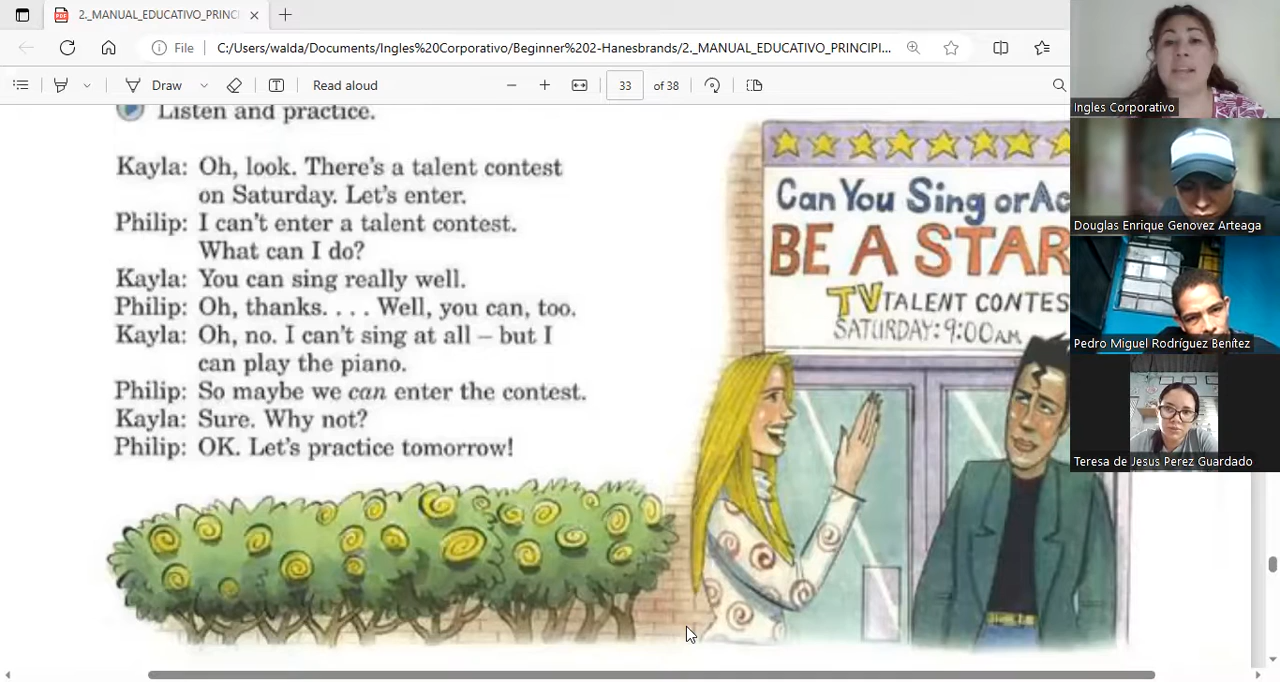 2._MANUAL_EDUCATIVO_PRINCI
File
C:/Users/walda/Documents/Ingles%20Corporativo/Beginner%202-Hanesbrands/2._MANUAL_EDUCATIVO_PRINCIPI...
Draw
Read aloud
33 of 38
Listen and practice.
Kayla: Oh, look. There's a talent contest
on Saturday. Let's enter.
Philip: I can't enter a talent contest.
What can I do?
Kayla: You can sing really well.
Philip: Oh, thanks. . . . Well, you can, too.
Kayla: Oh, no. I can't sing at all – but I
can play the piano.
Philip: So maybe we can enter the contest.
Kayla: Sure. Why not?
Philip: OK. Let's practice tomorrow!
Can You Sing or Ac
BE A STAR
TV TALENT CONTES
SATURDAY: 9:00 AM
Ingles Corporativo
Douglas Enrique Genovez Arteaga
Pedro Miguel Rodríguez Benítez
Teresa de Jesus Perez Guardado